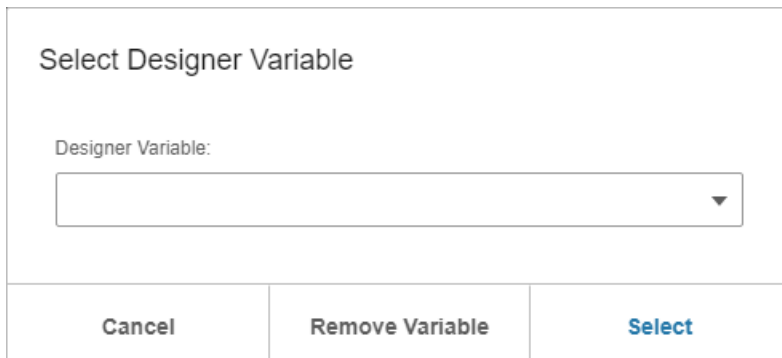 Select Designer Variable
Designer Variable:
Cancel Remove Variable Select